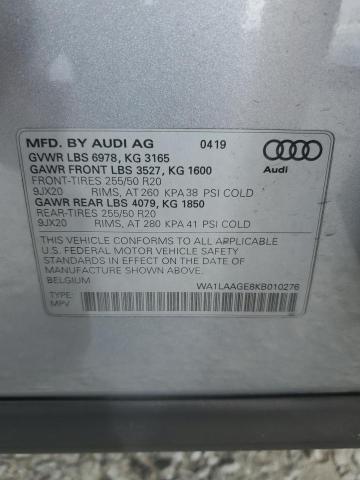 MFD. BY AUDI AG 0419
GVWR LBS 6978, KG 3165
GAWR FRONT LBS 3527, KG 1600
FRONT-TIRES 255/50 R20
9JX20 RIMS, AT 260 KPA 38 PSI COLD
GAWR REAR LBS 4079, KG 1850
REAR-TIRES 255/50 R20
9JX20 RIMS, AT 280 KPA 41 PSI COLD
Audi
THIS VEHICLE CONFORMS TO ALL APPLICABLE
U.S. FEDERAL MOTOR VEHICLE SAFETY
STANDARDS IN EFFECT ON THE DATE OF
MANUFACTURE SHOWN ABOVE.
BELGIUM
TYPE:
MPV
WA1LAAGE8KB010276